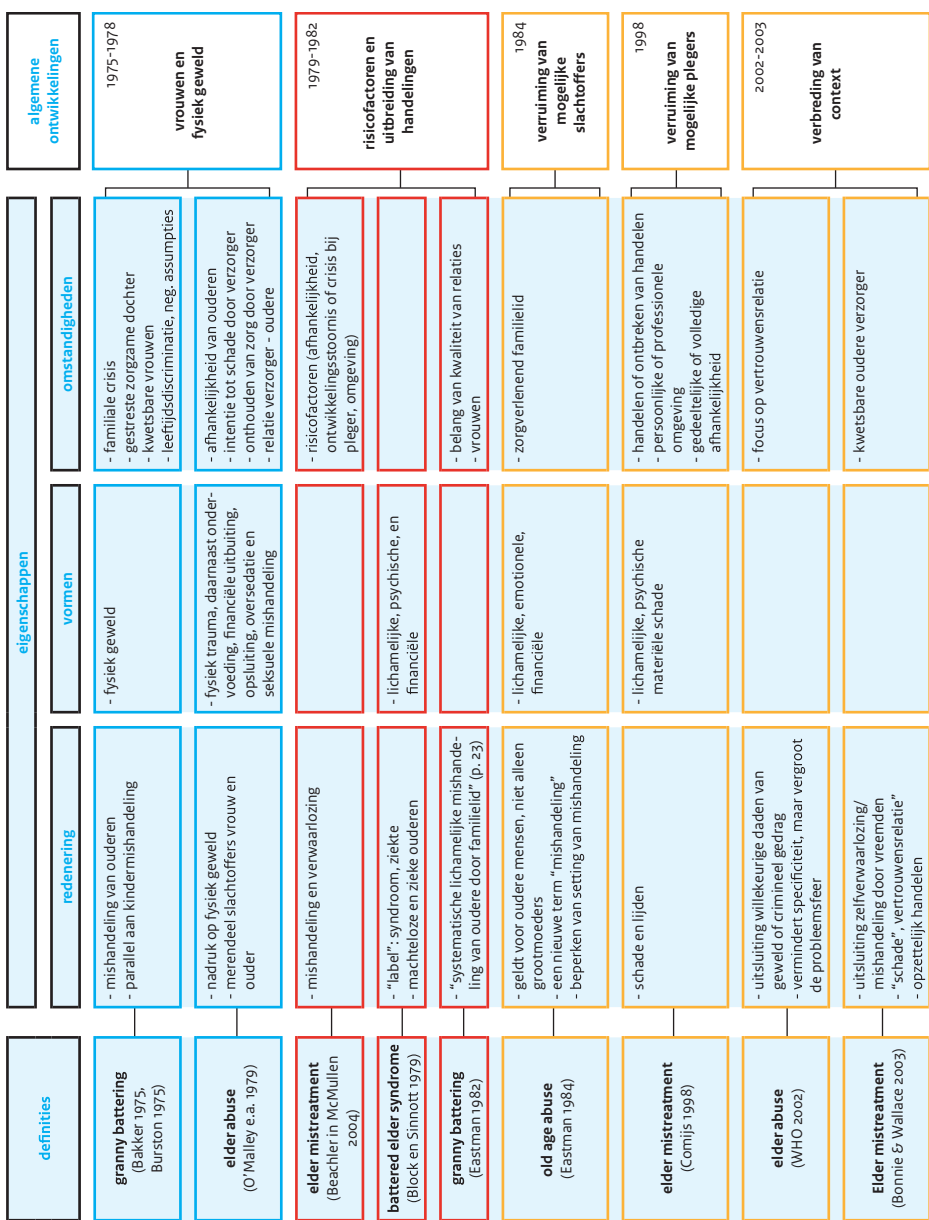 eigenschappen
algemene
ontwikkelingen
definities
redenering
vormen
omstandigheden
granny battering
(Bakker 1975,
Burston 1975)
- mishandeling van ouderen
- parallel aan kindermishandeling
- fysiek geweld
- familiale crisis
- gestreste zorgzame dochter
- kwetsbare vrouwen
- leeftijdsdiscriminatie, neg. assumpties
1975-1978
vrouwen en
fysiek geweld
elder abuse
(O'Malley e.a. 1979)
- nadruk op fysiek geweld
- merendeel slachtoffers vrouw en
ouder
- fysiek trauma, daarnaast onder-
voeding, financiële uitbuiting,
opsluiting, oversedatie en
seksuele mishandeling
- afhankelijkheid van ouderen
- intentie tot schade door verzorger
- onthouden van zorg door verzorger
- relatie verzorger - oudere
elder mistreatment
(Beachler in McMullen
2004)
- mishandeling en verwaarlozing
- risicofactoren (afhankelijkheid,
ontwikkelingsstoornis of crisis bij
pleger, omgeving)
1979-1982
risicofactoren en
uitbreiding van
handelingen
battered elder syndrome
(Block en Sinnott 1979)
- "label": syndroom, ziekte
- machteloze en zieke ouderen
- lichamelijke, psychische, en
financiële
granny battering
(Eastman 1982)
- "systematische lichamelijke mishande-
ling van oudere door familielid" (p. 23)
- belang van kwaliteit van relaties
- vrouwen
old age abuse
(Eastman 1984)
- geldt voor oudere mensen, niet alleen
grootmoeders
- een nieuwe term "mishandeling"
- beperken van setting van mishandeling
- lichamelijke, emotionele,
financiële
- zorgverlenend familielid
1984
verruiming van
mogelijke
slachtoffers
elder mistreatment
(Comijs 1998)
- schade en lijden
- lichamelijke, psychische
materiële schade
- handelen of ontbreken van handelen
- persoonlijke of professionele
omgeving
- gedeeltelijke of volledige
afhankelijkheid
1998
verruiming van
mogelijke plegers
elder abuse
(WHO 2002)
- uitsluiting willekeurige daden van
geweld of crimineel gedrag
- vermindert specificiteit, maar vergroot
de probleemsfeer
- focus op vertrouwensrelatie
2002-2003
verbreding van
context
Elder mistreatment
(Bonnie & Wallace 2003)
- uitsluiting zelfverwaarlozing/
mishandeling door vreemden
- "schade", vertrouwensrelatie"
- opzettelijk handelen
- kwetsbare oudere verzorger